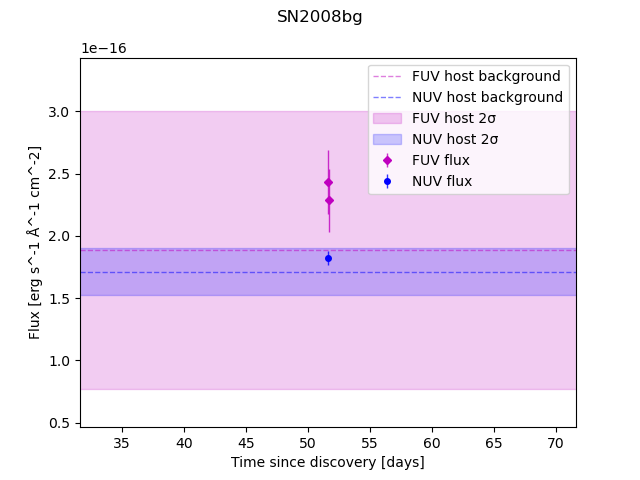 SN2008bg
1e−16
FUV host background
NUV host background
FUV host 2σ
NUV host 2σ
FUV flux
NUV flux
3.0
2.5
2.0
1.5
1.0
0.5
Flux [erg s^-1 Å^-1 cm^-2]
35 40 45 50 55 60 65 70
Time since discovery [days]